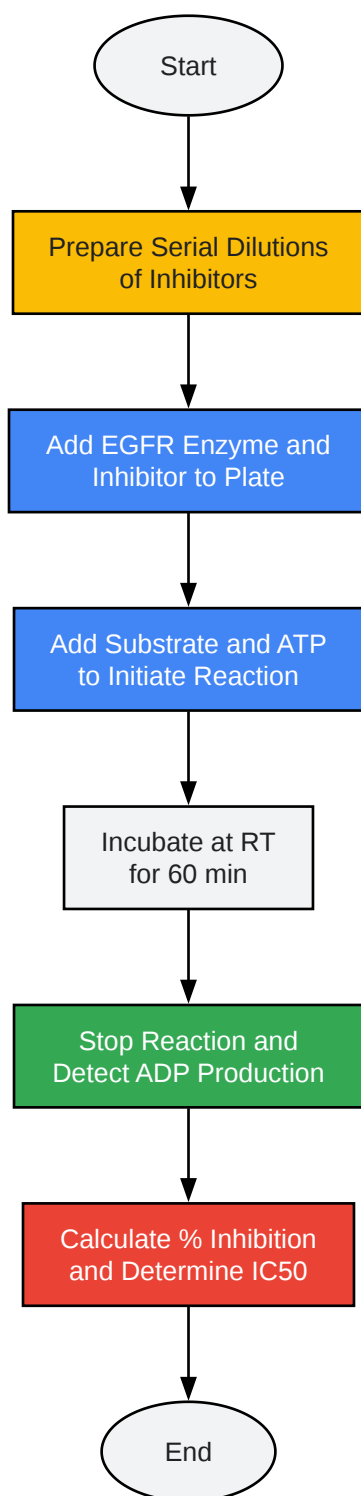 Start
Prepare Serial Dilutions
of Inhibitors
Add EGFR Enzyme and
Inhibitor to Plate
Add Substrate and ATP
to Initiate Reaction
Incubate at RT
for 60 min
Stop Reaction and
Detect ADP Production
Calculate % Inhibition
and Determine IC50
End